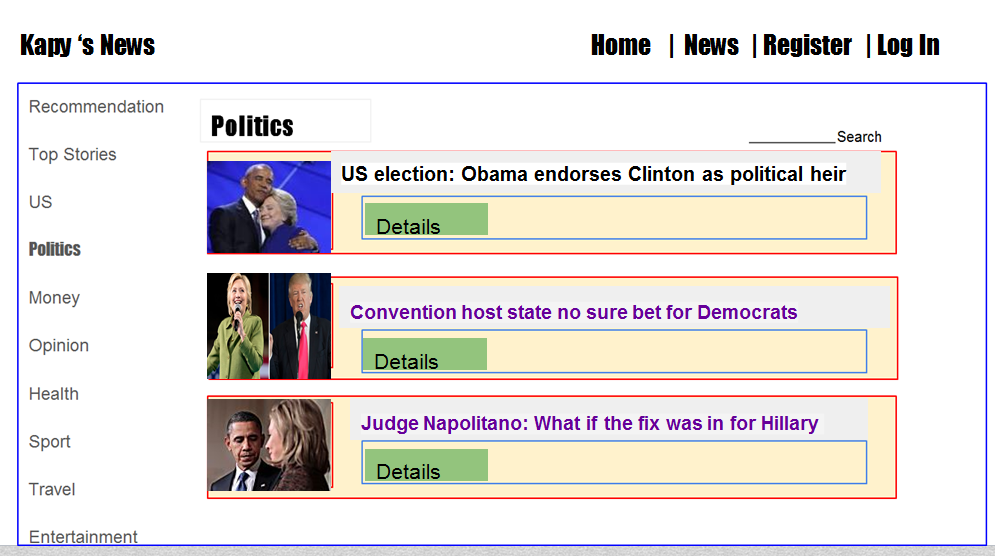 Kapy ‘s News
Home | News | Register | Log In
Recommendation
Top Stories
US
Politics
Money
Opinion
Health
Sport
Travel
Entertainment
Politics
____________Search
US election: Obama endorses Clinton as political heir
Details
Convention host state no sure bet for Democrats
Details
Judge Napolitano: What if the fix was in for Hillary
Details